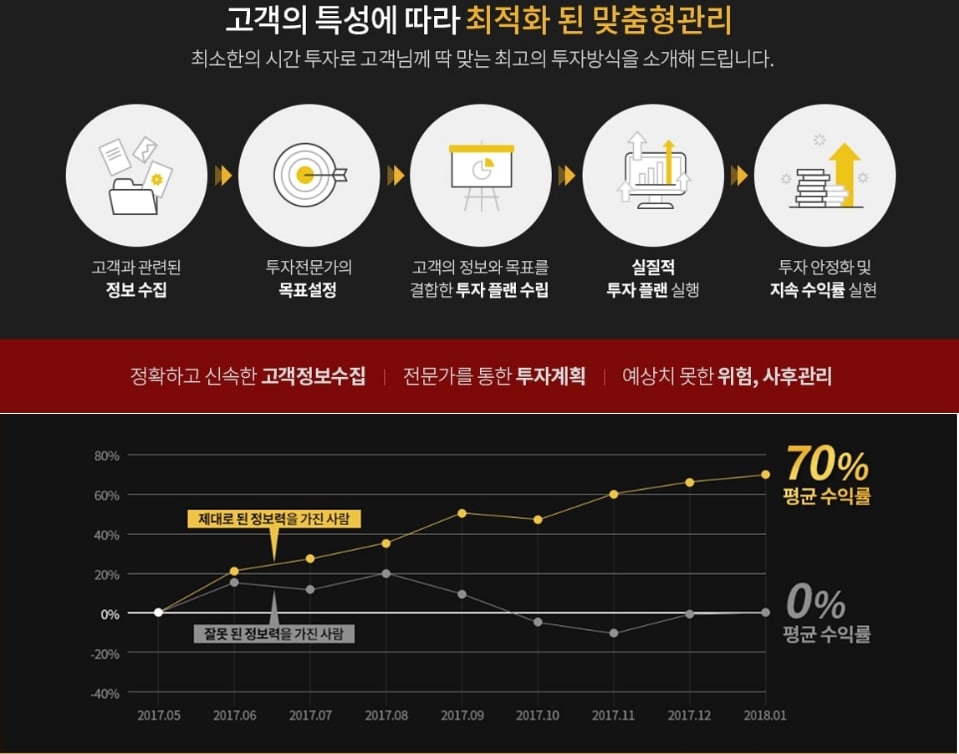 고객의 특성에 따라 최적화 된 맞춤형관리
최소한의 시간 투자로 고객님께 딱 맞는 최고의 투자방식을 소개해 드립니다.
고객과 관련된
정보 수집
투자전문가의
목표설정
고객의 정보와 목표를
결합한 투자 플랜 수립
실질적
투자 플랜 실행
투자 안정화 및
지속 수익률 실현
정확하고 신속한 고객정보수집 | 전문가를 통한 투자계획 | 예상치 못한 위험, 사후관리
80%
60%
40%
20%
0%
-20%
-40%
제대로 된 정보력을 가진 사람
잘못 된 정보력을 가진 사람
70%
평균 수익률
0%
평균 수익률
2017.05 2017.06 2017.07 2017.08 2017.09 2017.10 2017.11 2017.12 2018.01